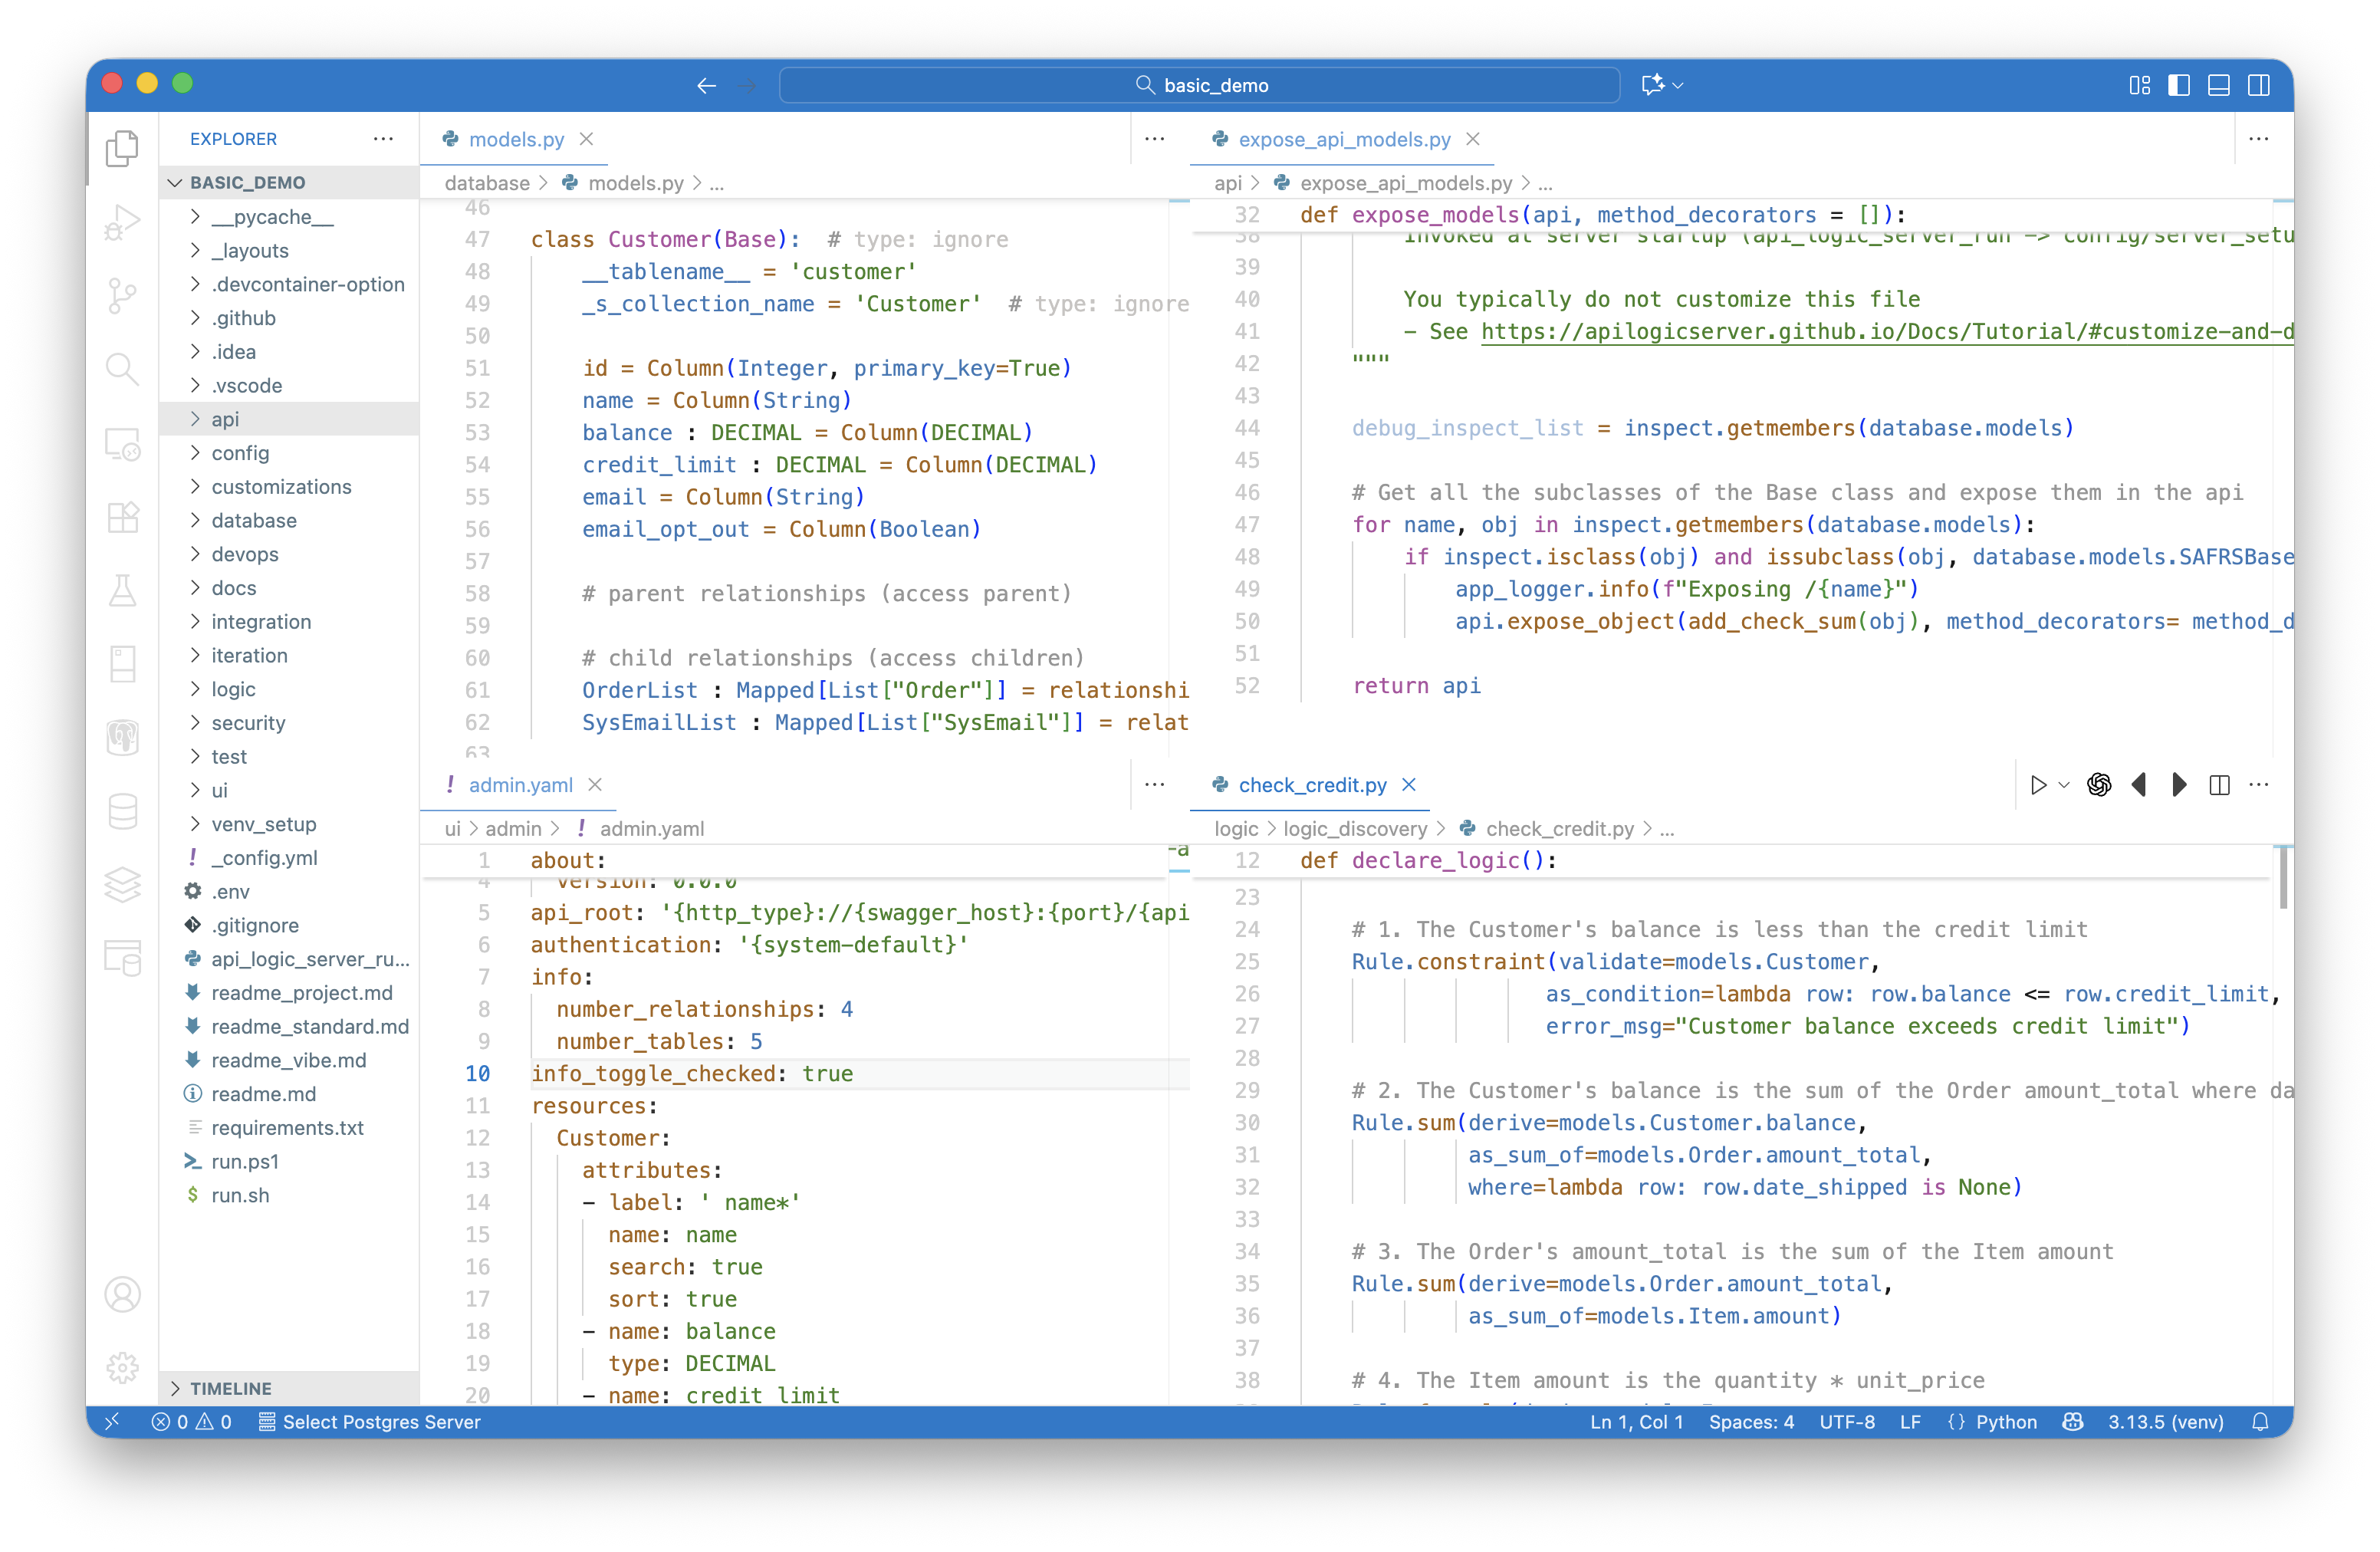 basic_demo
EXPLORER
BASIC_DEMO
__pycache__
_layouts
.devcontainer-option
.github
.idea
.vscode
api
config
customizations
database
devops
docs
integration
iteration
logic
security
test
ui
venv_setup
_config.yml
.env
.gitignore
api_logic_server_ru...
readme_project.md
readme_standard.md
readme_vibe.md
readme.md
requirements.txt
run.ps1
run.sh
TIMELINE
models.py
database > models.py > ...
46
47 class Customer(Base):  # type: ignore
48     __tablename__ = 'customer'
49     _s_collection_name = 'Customer'  # type: ignore
50
51     id = Column(Integer, primary_key=True)
52     name = Column(String)
53     balance : DECIMAL = Column(DECIMAL)
54     credit_limit : DECIMAL = Column(DECIMAL)
55     email = Column(String)
56     email_opt_out = Column(Boolean)
57
58     # parent relationships (access parent)
59
60     # child relationships (access children)
61     OrderList : Mapped[List["Order"]] = relationshi
62     SysEmailList : Mapped[List["SysEmail"]] = relat
63
expose_api_models.py
api > expose_api_models.py > ...
32 def expose_models(api, method_decorators = []):
38         Invoked at server startup (api_logic_server_run -> config/server_setu
39
40         You typically do not customize this file
41         - See https://apilogicserver.github.io/Docs/Tutorial/#customize-and-d
42     """
43
44     debug_inspect_list = inspect.getmembers(database.models)
45
46     # Get all the subclasses of the Base class and expose them in the api
47     for name, obj in inspect.getmembers(database.models):
48         if inspect.isclass(obj) and issubclass(obj, database.models.SAFRSBase
49             app_logger.info(f"Exposing /{name}")
50             api.expose_object(add_check_sum(obj), method_decorators= method_d
51
52     return api
admin.yaml
ui > admin > admin.yaml
1 about:
4   version: 0.0.0
5 api_root: '{http_type}://{swagger_host}:{port}/{api
6 authentication: '{system-default}'
7 info:
8   number_relationships: 4
9   number_tables: 5
10 info_toggle_checked: true
11 resources:
12   Customer:
13     attributes:
14     - label: ' name*'
15       name: name
16       search: true
17       sort: true
18     - name: balance
19       type: DECIMAL
20     - name: credit_limit
-a
check_credit.py
logic > logic_discovery > check_credit.py > ...
12 def declare_logic():
23
24     # 1. The Customer's balance is less than the credit limit
25     Rule.constraint(validate=models.Customer,
26                    as_condition=lambda row: row.balance <= row.credit_limit,
27                    error_msg="Customer balance exceeds credit limit")
28
29     # 2. The Customer's balance is the sum of the Order amount_total where da
30     Rule.sum(derive=models.Customer.balance,
31              as_sum_of=models.Order.amount_total,
32              where=lambda row: row.date_shipped is None)
33
34     # 3. The Order's amount_total is the sum of the Item amount
35     Rule.sum(derive=models.Order.amount_total,
36              as_sum_of=models.Item.amount)
37
38     # 4. The Item amount is the quantity * unit_price
0 0 Select Postgres Server
Ln 1, Col 1 Spaces: 4 UTF-8 LF {} Python 3.13.5 (venv)